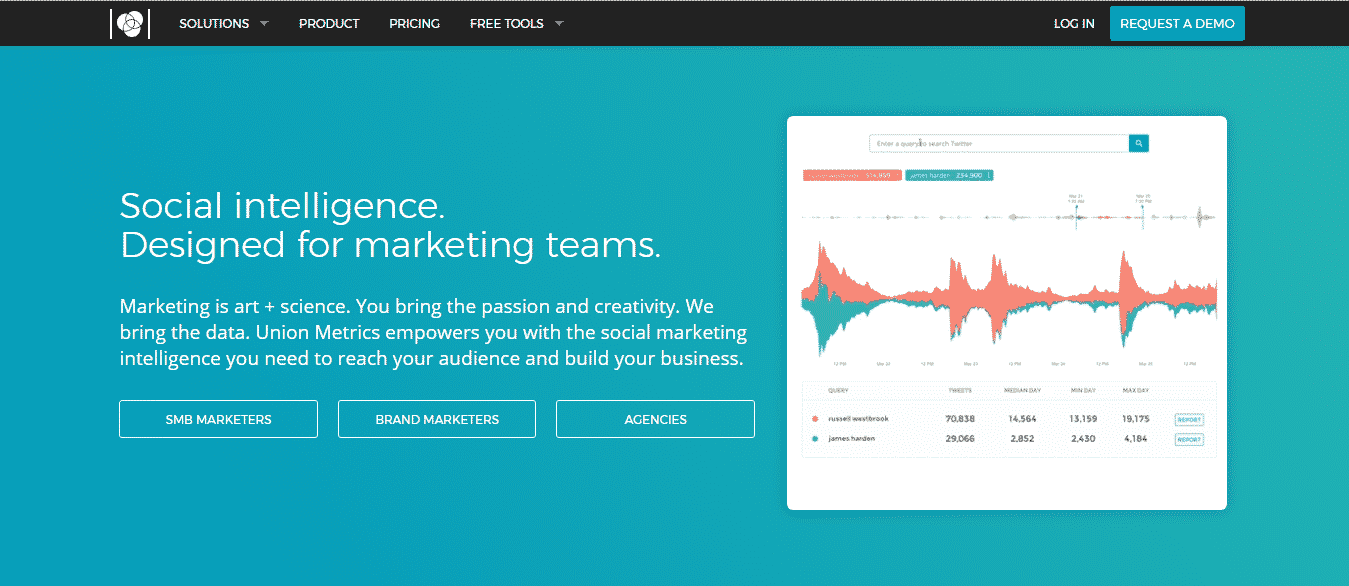 SOLUTIONS
PRODUCT
PRICING
FREE TOOLS
LOG IN
REQUEST A DEMO
Social intelligence.
Designed for marketing teams.
Marketing is art + science. You bring the passion and creativity. We
bring the data. Union Metrics empowers you with the social marketing
intelligence you need to reach your audience and build your business.
SMB MARKETERS
BRAND MARKETERS
AGENCIES
Enter a query to search Twitter
james harden 234,900
QUERY TWEETS MEDIAN DAY MIN DAY MAX DAY
russell westbrook 70,838 14,564 13,159 19,175 REPORT
james harden 29,066 2,852 2,430 4,184 REPORT